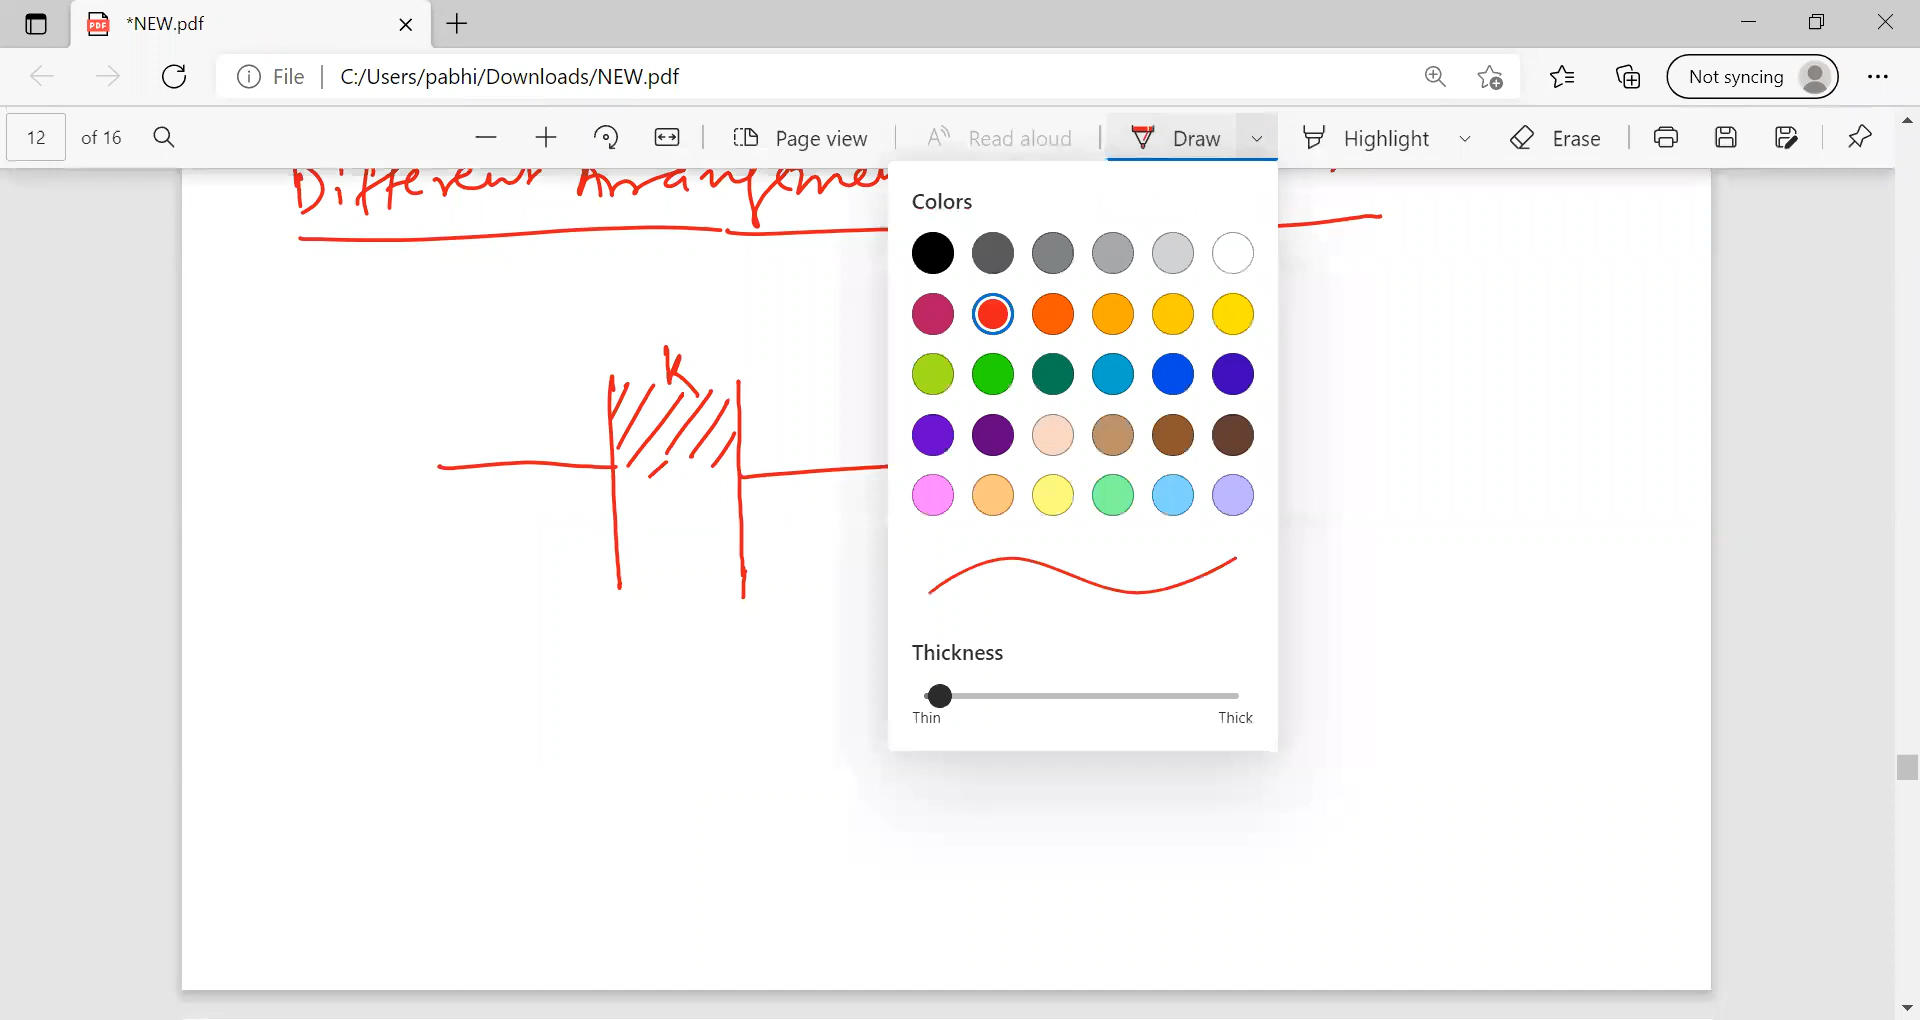 *NEW.pdf
File C:/Users/pabhi/Downloads/NEW.pdf Not syncing
12 of 16 Page view Read aloud Draw Highlight Erase
Different
Colors
K
Thickness
Thin Thick